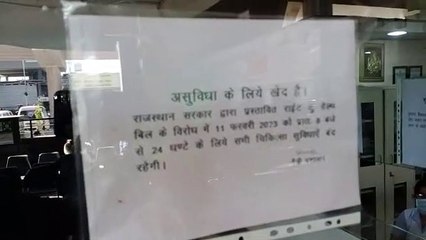 असुविधा के लिये खेद है।
राजस्थान सरकार द्वारा प्रस्तावित राईट टू हेल्थ
बिल के विरोध में 11 फरवरी 2023 को प्रातः 8 बजे
से 24 घण्टे के लिये सभी चिकित्सा सुविधाऐं बंद
रहेगी।